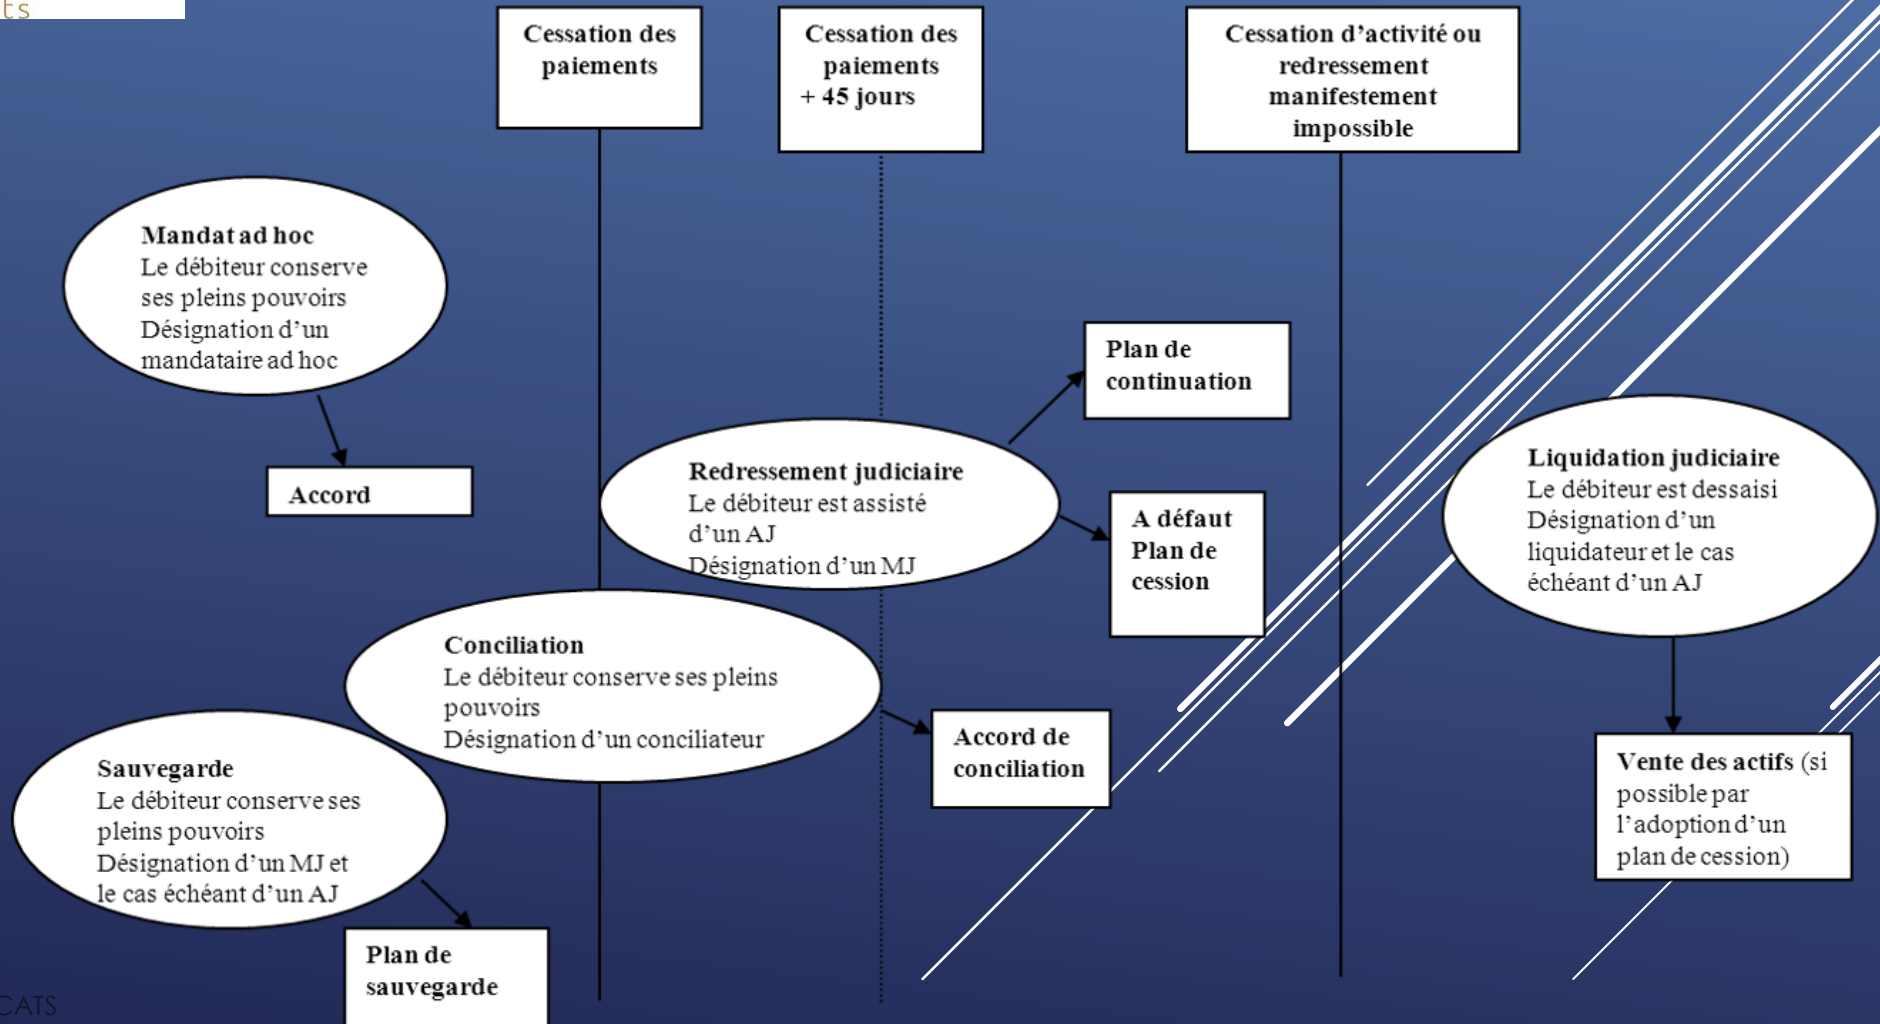 ts
Cessation des
paiements
Cessation des
paiements
+ 45 jours
Cessation d’activité ou
redressement
manifestement
impossible
Mandat ad hoc
Le débiteur conserve
ses pleins pouvoirs
Désignation d’un
mandataire ad hoc
Accord
Plan de
continuation
Redressement judiciaire
Le débiteur est assisté
d’un AJ
Désignation d’un MJ
A défaut
Plan de
cession
Liquidation judiciaire
Le débiteur est dessaisi
Désignation d’un
liquidateur et le cas
échéant d’un AJ
Conciliation
Le débiteur conserve ses pleins
pouvoirs
Désignation d’un conciliateur
Accord de
conciliation
Sauvegarde
Le débiteur conserve ses
pleins pouvoirs
Désignation d’un MJ et
le cas échéant d’un AJ
Plan de
sauvegarde
Vente des actifs (si
possible par
l’adoption d’un
plan de cession)
CATS